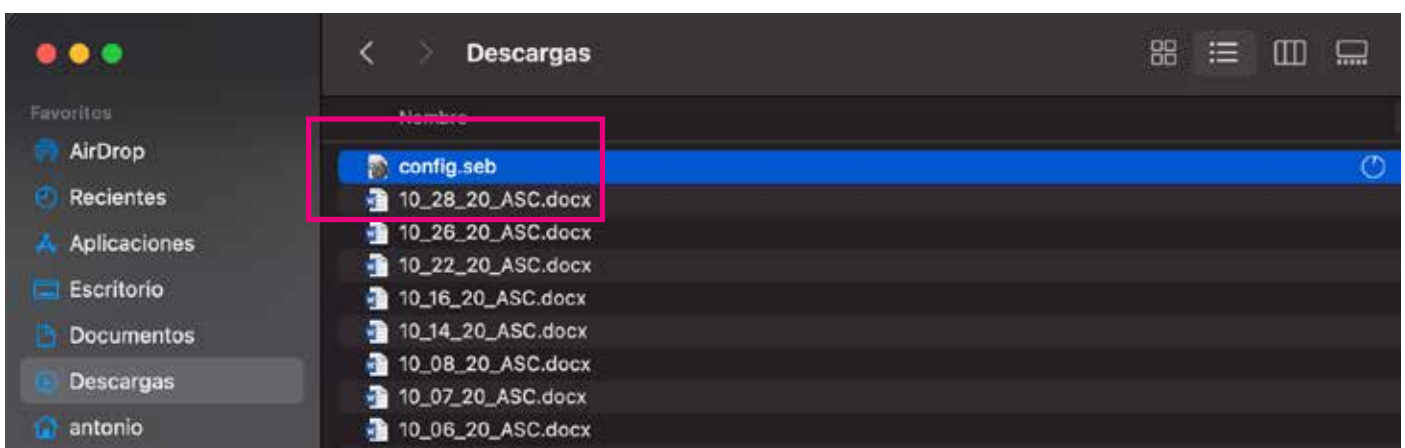 Descargas
Favoritos
AirDrop
Recientes
Aplicaciones
Escritorio
Documentos
Descargas
antonio
Nombre
config.seb
10_28_20_ASC.docx
10_26_20_ASC.docx
10_22_20_ASC.docx
10_16_20_ASC.docx
10_14_20_ASC.docx
10_08_20_ASC.docx
10_07_20_ASC.docx
10_06_20_ASC.docx